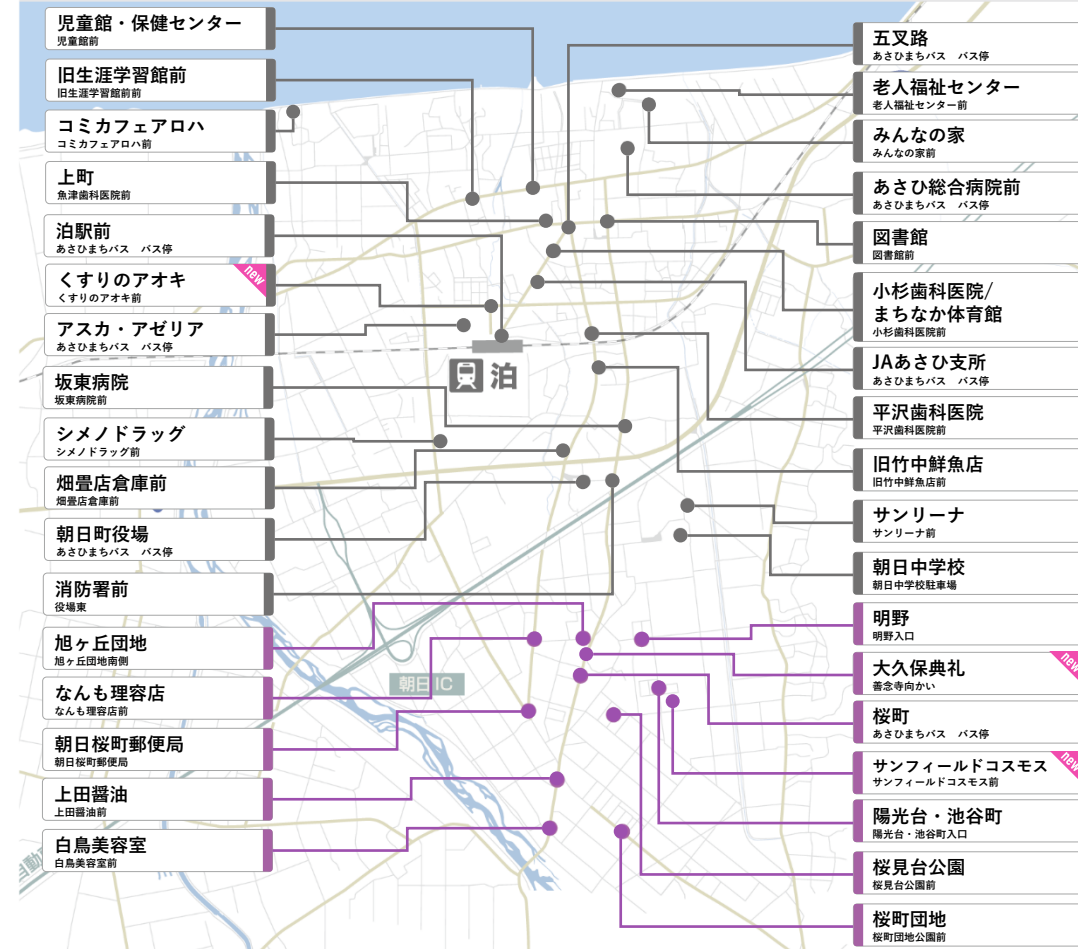 児童館・保健センター
児童館前
旧生涯学習館前
旧生涯学習館前前
コミカフェアロハ
コミカフェアロハ前
上町
魚津歯科医院前
泊駅前
あさひまちバス　バス停
くすりのアオキ
new
くすりのアオキ前
アスカ・アゼリア
あさひまちバス　バス停
坂東病院
坂東病院前
シメノドラッグ
シメノドラッグ前
畑畳店倉庫前
畑畳店倉庫前
朝日町役場
あさひまちバス　バス停
消防署前
役場東
旭ヶ丘団地
旭ヶ丘団地南側
なんも理容店
なんも理容店前
朝日桜町郵便局
朝日桜町郵便局
上田醤油
上田醤油前
白鳥美容室
白鳥美容室前
泊
朝日IC
自動
五叉路
あさひまちバス　バス停
老人福祉センター
老人福祉センター前
みんなの家
みんなの家前
あさひ総合病院前
あさひまちバス　バス停
図書館
図書館前
小杉歯科医院/
まちなか体育館
小杉歯科医院前
JAあさひ支所
あさひまちバス　バス停
平沢歯科医院
平沢歯科医院前
旧竹中鮮魚店
旧竹中鮮魚店前
サンリーナ
サンリーナ前
朝日中学校
朝日中学校駐車場
明野
明野入口
大久保典礼
new
善念寺向かい
桜町
あさひまちバス　バス停
サンフィールドコスモス
new
サンフィールドコスモス前
陽光台・池谷町
陽光台・池谷町入口
桜見台公園
桜見台公園前
桜町団地
桜町団地公園前